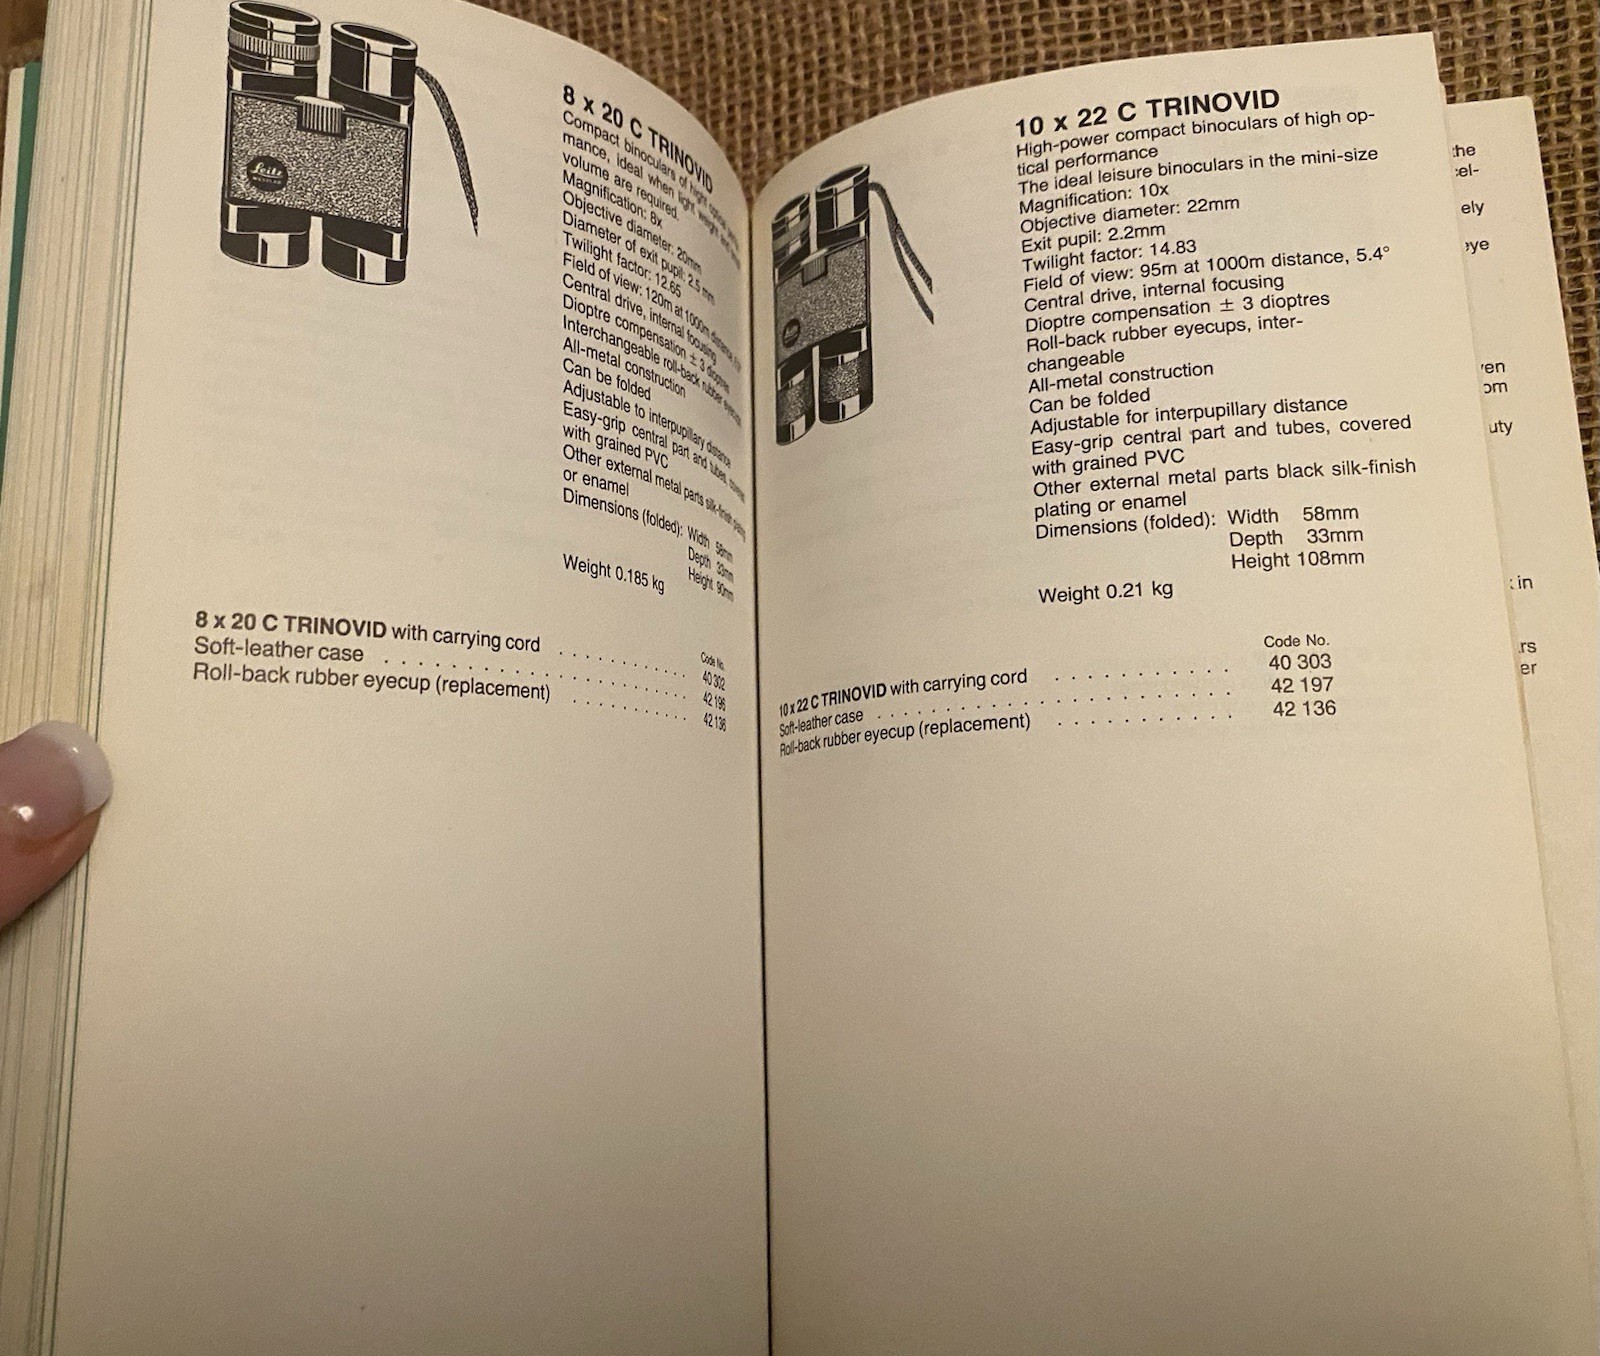 8 x 20 C TRINOVID
Compact binoculars of high optical
mance, ideal when light weight and
volume are required.
Magnification: 8x
Objective diameter: 20mm
Diameter of exit pupil: 2.5 mm
Twilight factor: 12.65
Field of view: 120m at 1000m distance,
Central drive, internal focusing
Dioptre compensation ± 3 dioptres
Interchangeable roll-back rubber eyecups
All-metal construction
Can be folded
Adjustable to interpupillary distance
Easy-grip central part and tubes, covered
with grained PVC
Other external metal parts silk-finish plating
or enamel
Dimensions (folded): Width 58mm
Depth 33mm
Height 90mm
Weight 0.185 kg
Code No.
8 x 20 C TRINOVID with carrying cord . . . . . . . . . . 40 302
Soft-leather case . . . . . . . . . . . . . . . . . . . . . 42 196
Roll-back rubber eyecup (replacement) . . . . . . . . . . 42 136
Leitz
WETZLAR
10 x 22 C TRINOVID
High-power compact binoculars of high op-
tical performance
The ideal leisure binoculars in the mini-size
Magnification: 10x
Objective diameter: 22mm
Exit pupil: 2.2mm
Twilight factor: 14.83
Field of view: 95m at 1000m distance, 5.4°
Central drive, internal focusing
Dioptre compensation ± 3 dioptres
Roll-back rubber eyecups, inter-
changeable
All-metal construction
Can be folded
Adjustable for interpupillary distance
Easy-grip central part and tubes, covered
with grained PVC
Other external metal parts black silk-finish
plating or enamel
Dimensions (folded): Width 58mm
Depth 33mm
Height 108mm
Weight 0.21 kg
Code No.
10 x 22 C TRINOVID with carrying cord . . . . . . . . . . 40 303
Soft-leather case . . . . . . . . . . . . . . . . . . . . . 42 197
Roll-back rubber eyecup (replacement) . . . . . . . . . . 42 136
the
cel-
ely
eye
ven
om
uty
in
rs
er